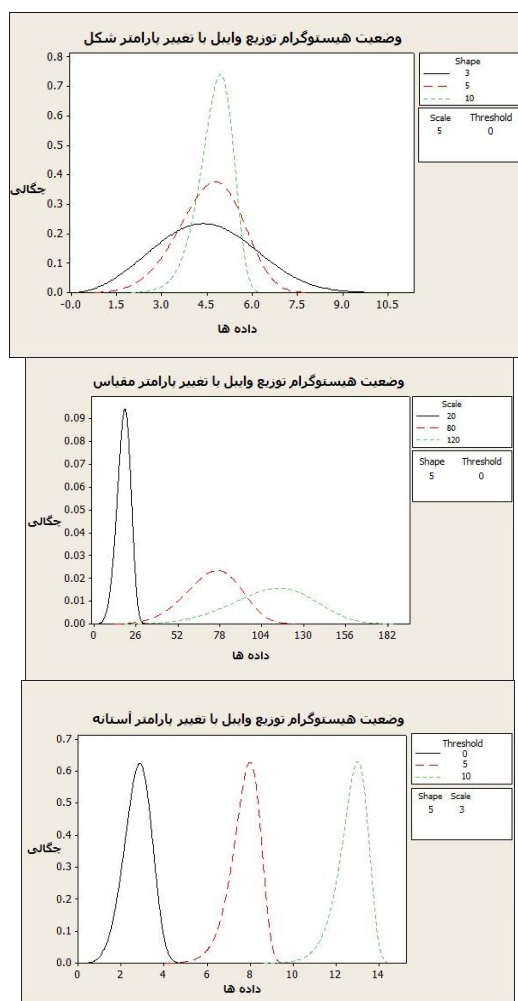 وضعیت هیستوگرام توزیع وایبل با تغییر پارامتر شکل
0.8
0.7
0.6
0.5
0.4
0.3
0.2
0.1
0.0
چگالی
-0.0 1.5 3.0 4.5 6.0 7.5 9.0 10.5
داده ها
Shape
3
5
10
Scale Threshold
5 0
وضعیت هیستوگرام توزیع وایبل با تغییر پارامتر مقیاس
0.09
0.08
0.07
0.06
0.05
0.04
0.03
0.02
0.01
0.00
چگالی
0 26 52 78 104 130 156 182
داده ها
Scale
20
80
120
Shape Threshold
5 0
وضعیت هیستوگرام توزیع وایبل با تغییر پارامتر آستانه
0.7
0.6
0.5
0.4
0.3
0.2
0.1
0.0
چگالی
0 2 4 6 8 10 12 14
داده ها
Threshold
0
5
10
Shape Scale
5 3